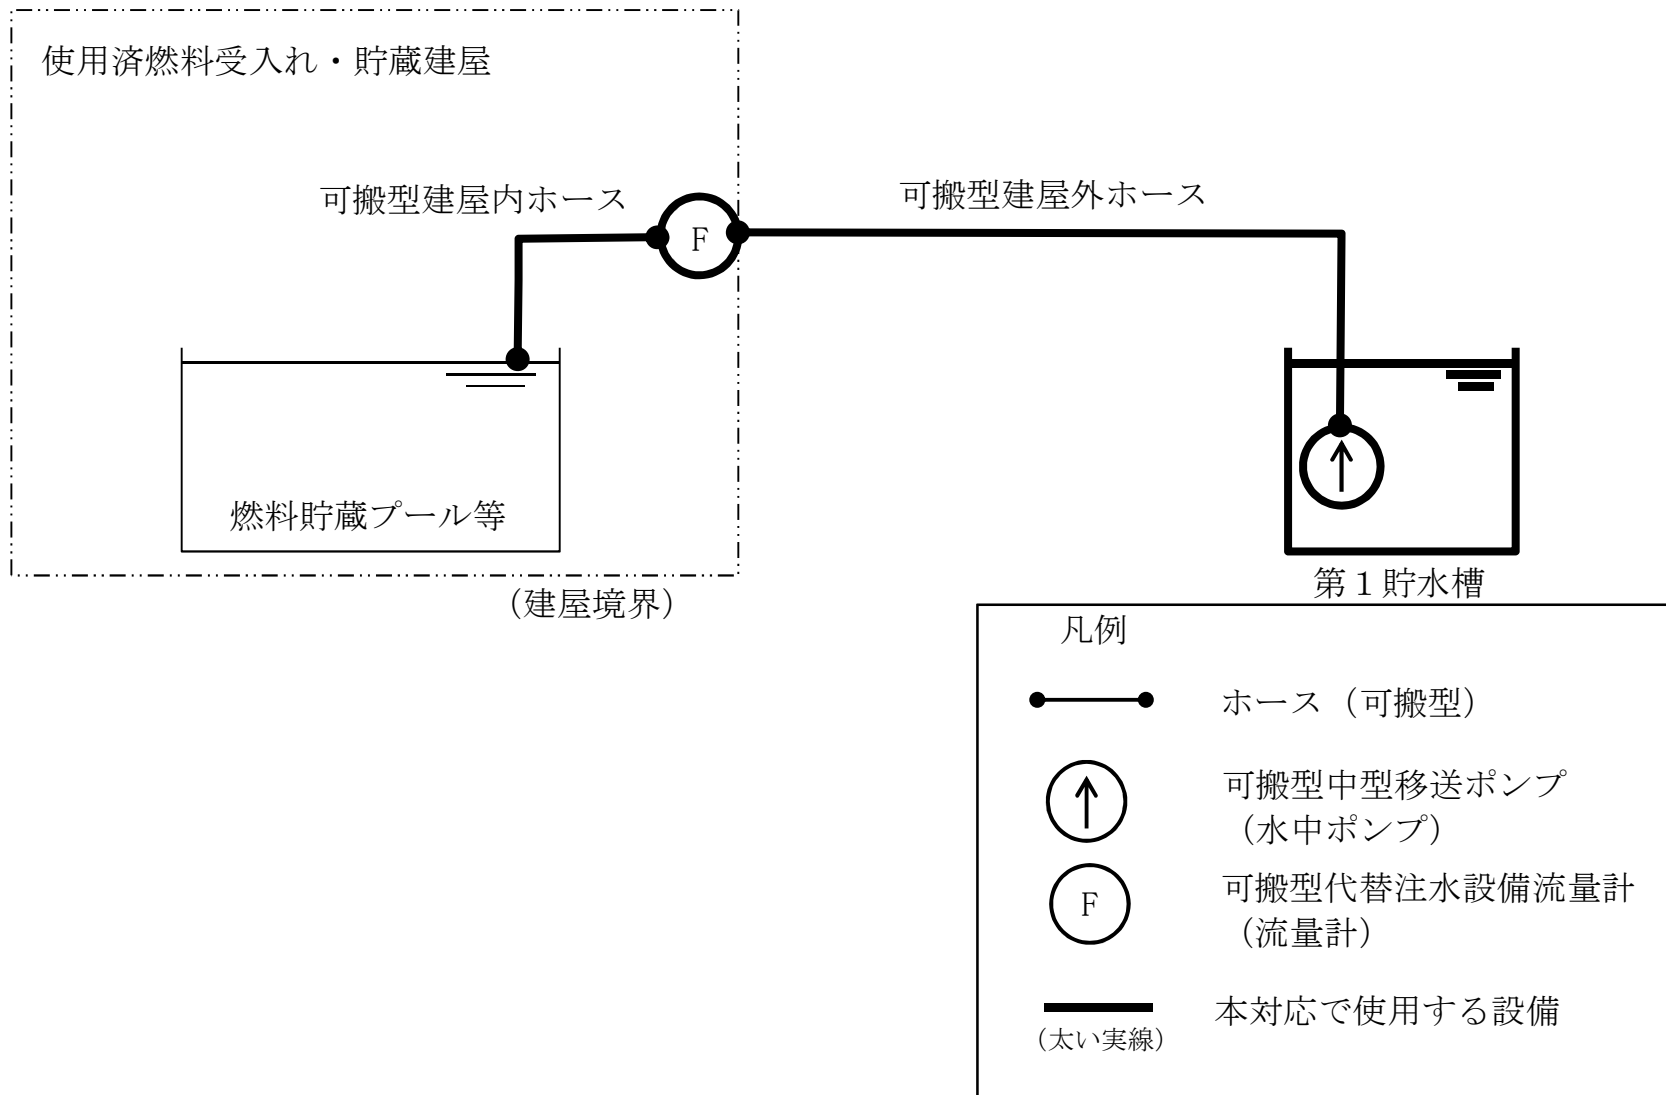 使用済燃料受入れ・貯蔵建屋
可搬型建屋内ホース
可搬型建屋外ホース
F
燃料貯蔵プール等
第１貯水槽
（建屋境界）
凡例
ホース（可搬型）
可搬型中型移送ポンプ
（水中ポンプ）
F
可搬型代替注水設備流量計
（流量計）
本対応で使用する設備
（太い実線）